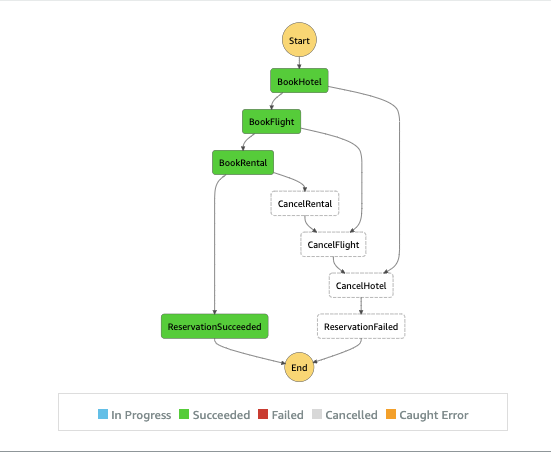 Start
BookHotel
BookFlight
BookRental
CancelRental
CancelFlight
CancelHotel
ReservationSucceeded
ReservationFailed
End
In Progress Succeeded Failed Cancelled Caught Error